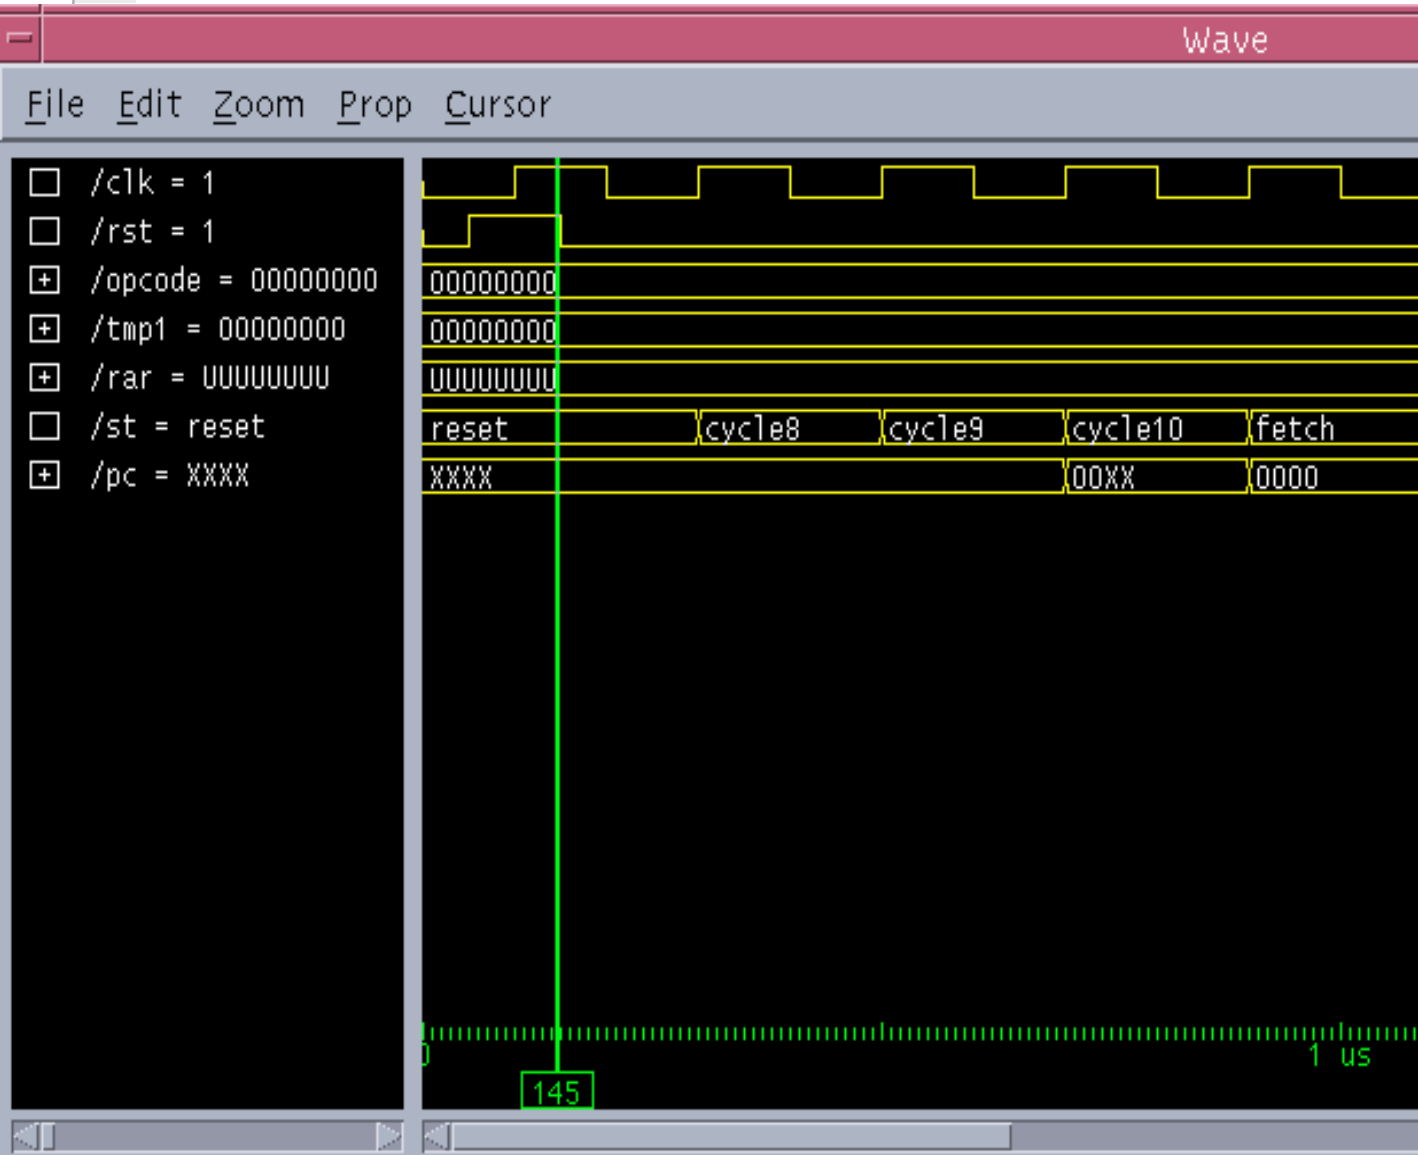 Wave
File Edit Zoom Prop Cursor
/clk = 1
/rst = 1
/opcode = 00000000 00000000
/tmp1 = 00000000 00000000
/rar = UUUUUUUU UUUUUUUU
/st = reset reset cycle8 cycle9 cycle10 fetch
/pc = XXXX XXXX 00XX 0000
0 1 us
145